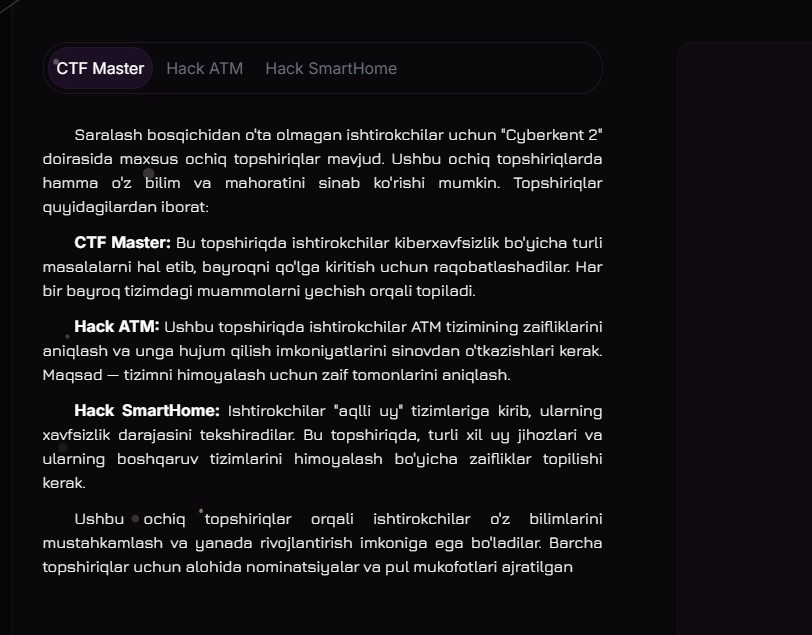 CTF Master Hack ATM Hack SmartHome
Saralash bosqichidan o'ta olmagan ishtirokchilar uchun "Cyberkent 2"
doirasida maxsus ochiq topshiriqlar mavjud. Ushbu ochiq topshiriqlarda
hamma o'z bilim va mahoratini sinab ko'rishi mumkin. Topshiriqlar
quyidagilardan iborat:
CTF Master: Bu topshiriqda ishtirokchilar kiberxavfsizlik bo'yicha turli
masalalarni hal etib, bayroqni qo'lga kiritish uchun raqobatlashadilar. Har
bir bayroq tizimdagi muammolarni yechish orqali topiladi.
Hack ATM: Ushbu topshiriqda ishtirokchilar ATM tizimining zaifliklarini
aniqlash va unga hujum qilish imkoniyatlarini sinovdan o'tkazishlari kerak.
Maqsad — tizimni himoyalash uchun zaif tomonlarini aniqlash.
Hack SmartHome: Ishtirokchilar "aqlli uy" tizimlariga kirib, ularning
xavfsizlik darajasini tekshiradilar. Bu topshiriqda, turli xil uy jihozlari va
ularning boshqaruv tizimlarini himoyalash bo'yicha zaifliklar topilishi
kerak.
Ushbu ochiq topshiriqlar orqali ishtirokchilar o'z bilimlarini
mustahkamlash va yanada rivojlantirish imkoniga ega bo'ladilar. Barcha
topshiriqlar uchun alohida nominatsiyalar va pul mukofotlari ajratilgan